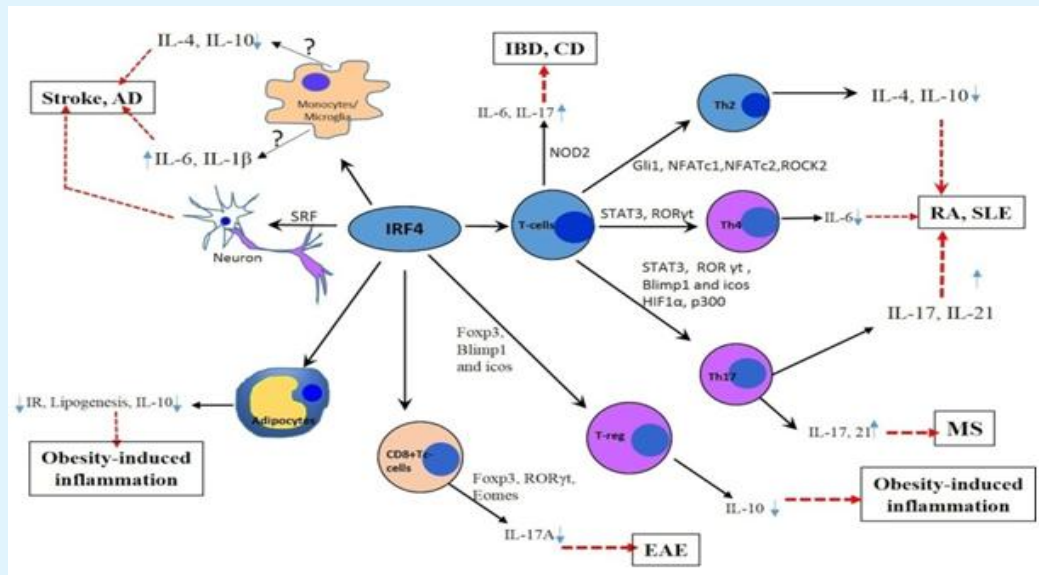 IL-4, IL-10
?
Stroke, AD
Monocytes/
Microglia
?
IL-6, IL-1β
SRF
Neuron
IRF4
IBD, CD
IL-6, IL-17
NOD2
T-cells
Th2
IL-4, IL-10
Gli1, NFATc1,NFATc2,ROCK2
STAT3, RORγt
Th4
IL-6
RA, SLE
STAT3, ROR γt ,
Blimp1 and icos
HIF1α, p300
IL-17, IL-21
Th17
IL-17, 21
MS
Foxp3,
Blimp1
and icos
T-reg
IL-10
Obesity-induced
inflammation
Adipocytes
IR, Lipogenesis, IL-10
Obesity-induced
inflammation
CD8+Tc-
cells
Foxp3, RORγt,
Eomes
IL-17A
EAE